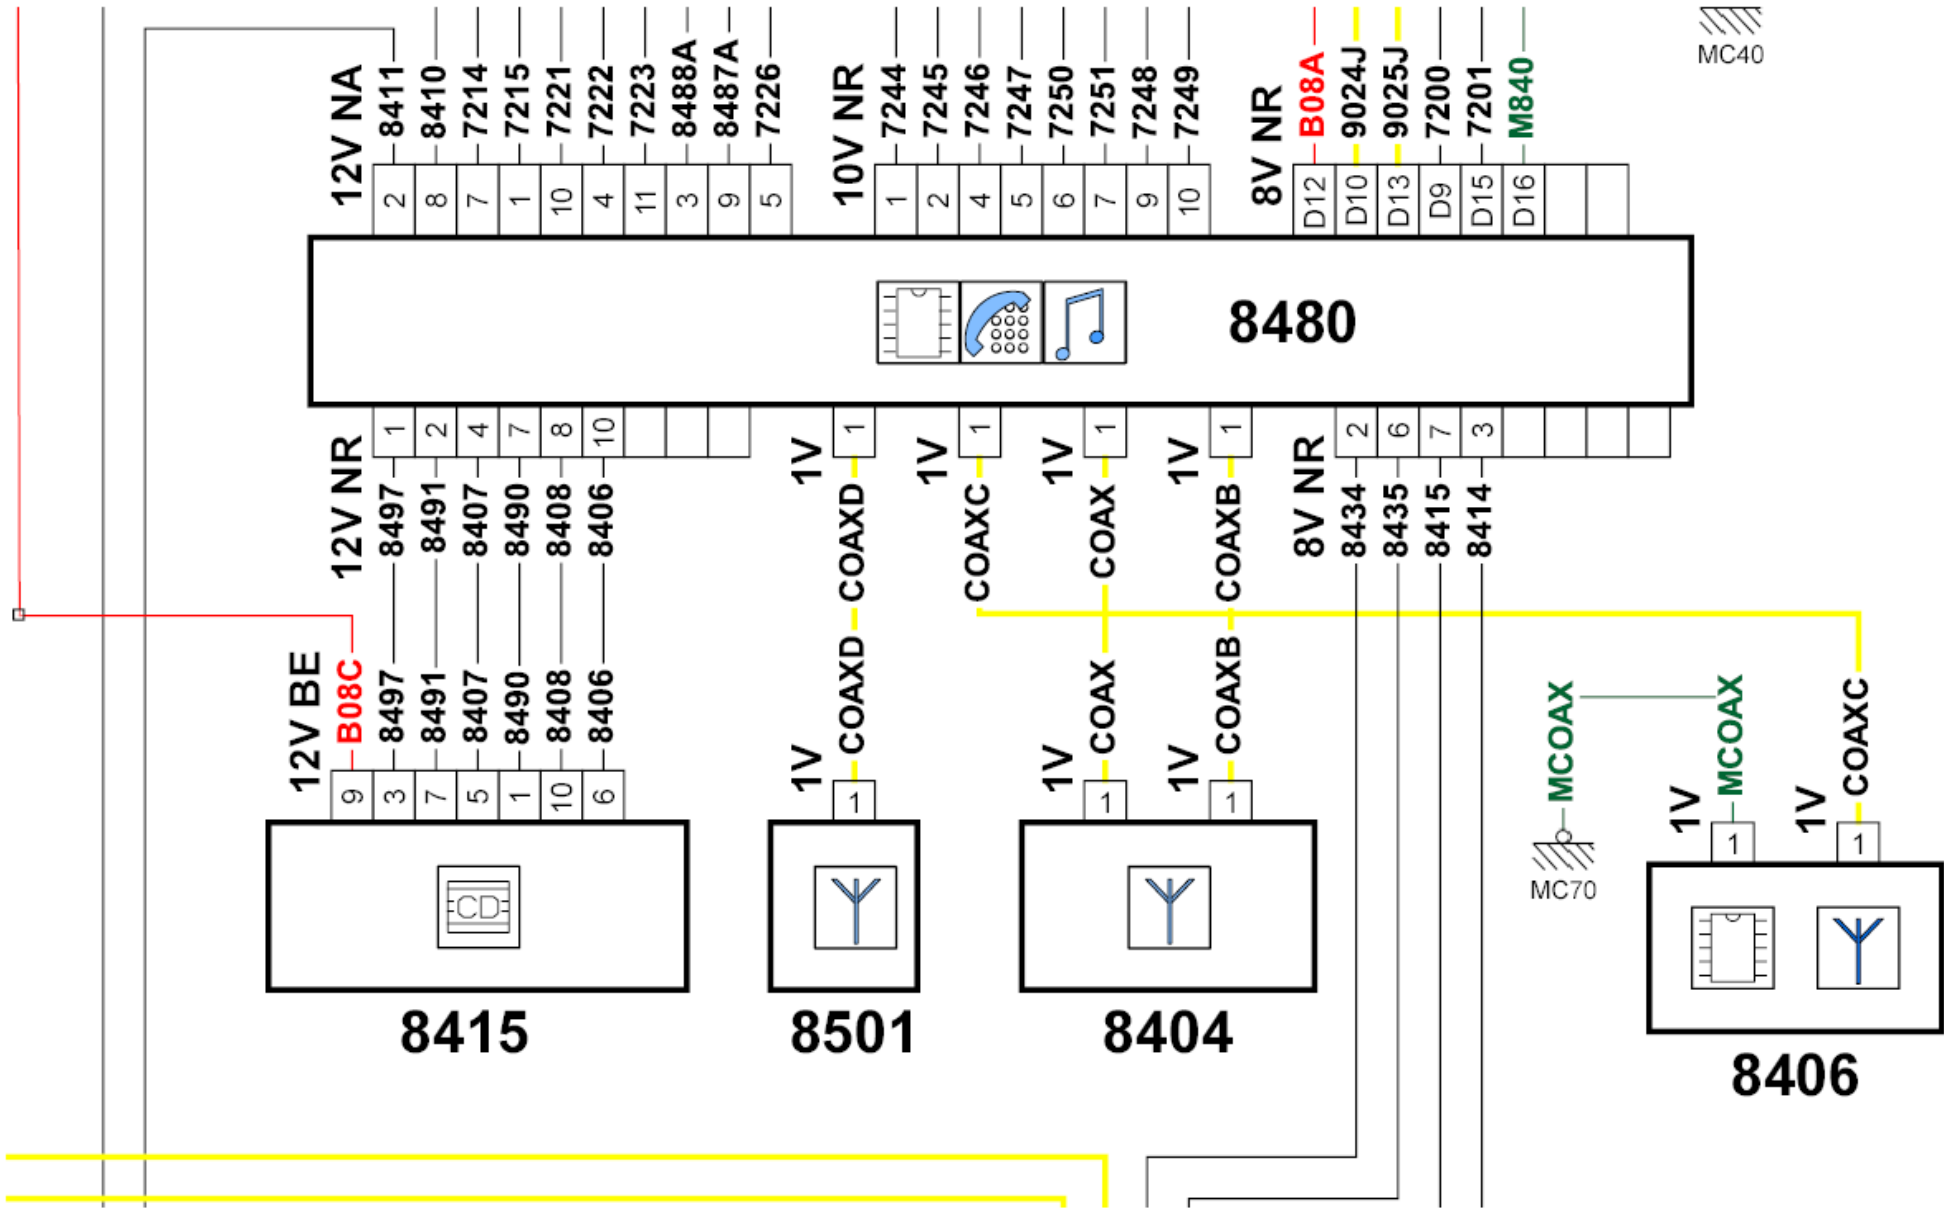 MC40
12V NA
8411
8410
7214
7215
7221
7222
7223
8488A
8487A
7226
10V NR
7244
7245
7246
7247
7250
7251
7248
7249
8V NR
B08A
9024J
9025J
7200
7201
M840
2
8
7
1
10
4
11
3
9
5
1
2
4
5
6
7
9
10
D12
D10
D13
D9
D15
D16
8480
12V NR
1
2
4
7
8
10
1V
1
1V
1
1V
1
1V
1
8V NR
2
6
7
3
8497
8491
8407
8490
8408
8406
COAXD
COAXC
COAX
COAXB
8434
8435
8415
8414
12V BE
B08C
8497
8491
8407
8490
8408
8406
1V
COAXD
1V
COAX
1V
COAXB
MCOAX
MCOAX
COAXC
1V
1V
9
3
7
5
1
10
6
1
1
1
1
1
MC70
CD
8415
8501
8404
8406